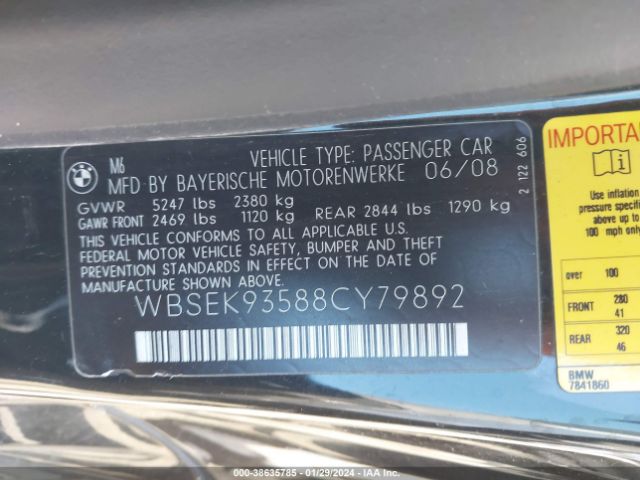 BMW
M6
VEHICLE TYPE: PASSENGER CAR
MFD BY BAYERISCHE MOTORENWERKE 06/08
GVWR 5247 lbs 2380 kg
GAWR FRONT 2469 lbs 1120 kg REAR 2844 lbs 1290 kg
THIS VEHICLE CONFORMS TO ALL APPLICABLE U.S.
FEDERAL MOTOR VEHICLE SAFETY, BUMPER AND THEFT
PREVENTION STANDARDS IN EFFECT ON THE DATE OF
MANUFACTURE SHOWN ABOVE.
WBSEK93588CY79892
2 122 606
IMPORTA
i
Use inflation
pressure specifi
up to
100 mph only
over 100
FRONT 280
41
REAR 320
46
BMW
7841860
000-38635785 - 01/29/2024 - IAA Inc.